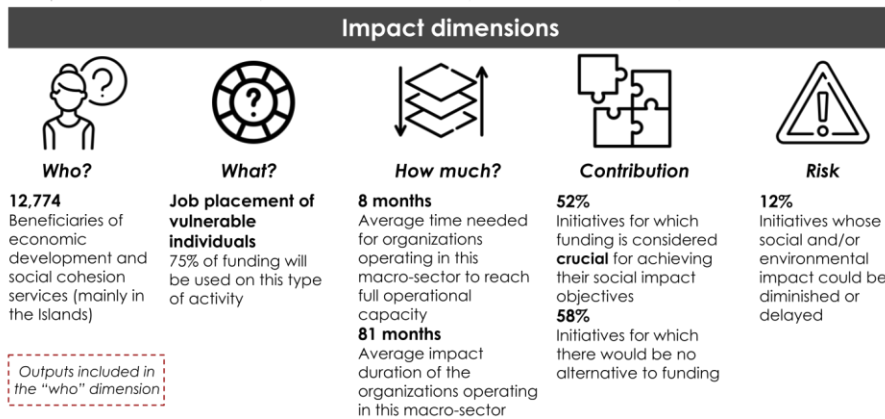 Impact dimensions
?
Who?
12,774
Beneficiaries of
economic
development and
social cohesion
services (mainly in
the Islands)
Outputs included
in the “who” dimension
?
What?
Job placement of
vulnerable
individuals
75% of funding will
be used on this type
of activity
How much?
8 months
Average time needed
for organizations
operating in this
macro-sector to reach
full operational
capacity
81 months
Average impact
duration of the
organizations operating
in this macro-sector
Contribution
52%
Initiatives for which
funding is considered
crucial for achieving
their social impact
objectives
58%
Initiatives for which
there would be no
alternative to funding
!
Risk
12%
Initiatives whose
social and/or
environmental
impact could be
diminished or
delayed